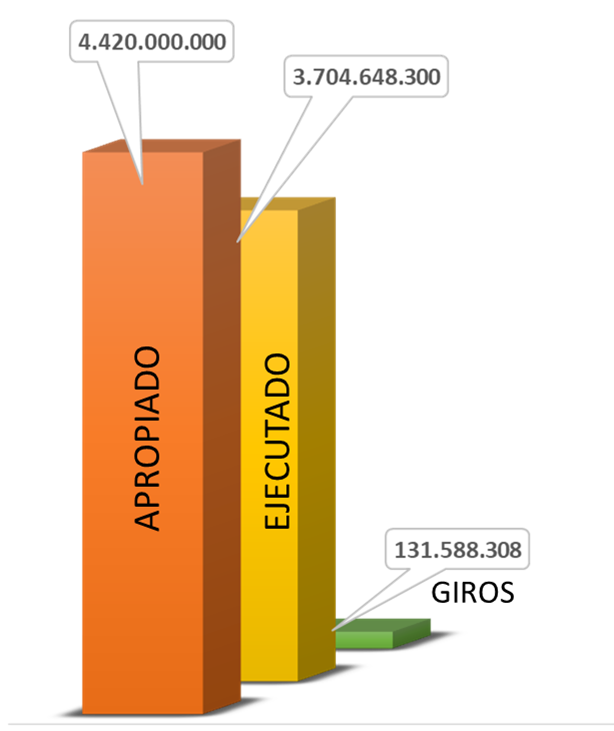 4.420.000.000
3.704.648.300
APROPIADO
EJECUTADO
131.588.308
GIROS